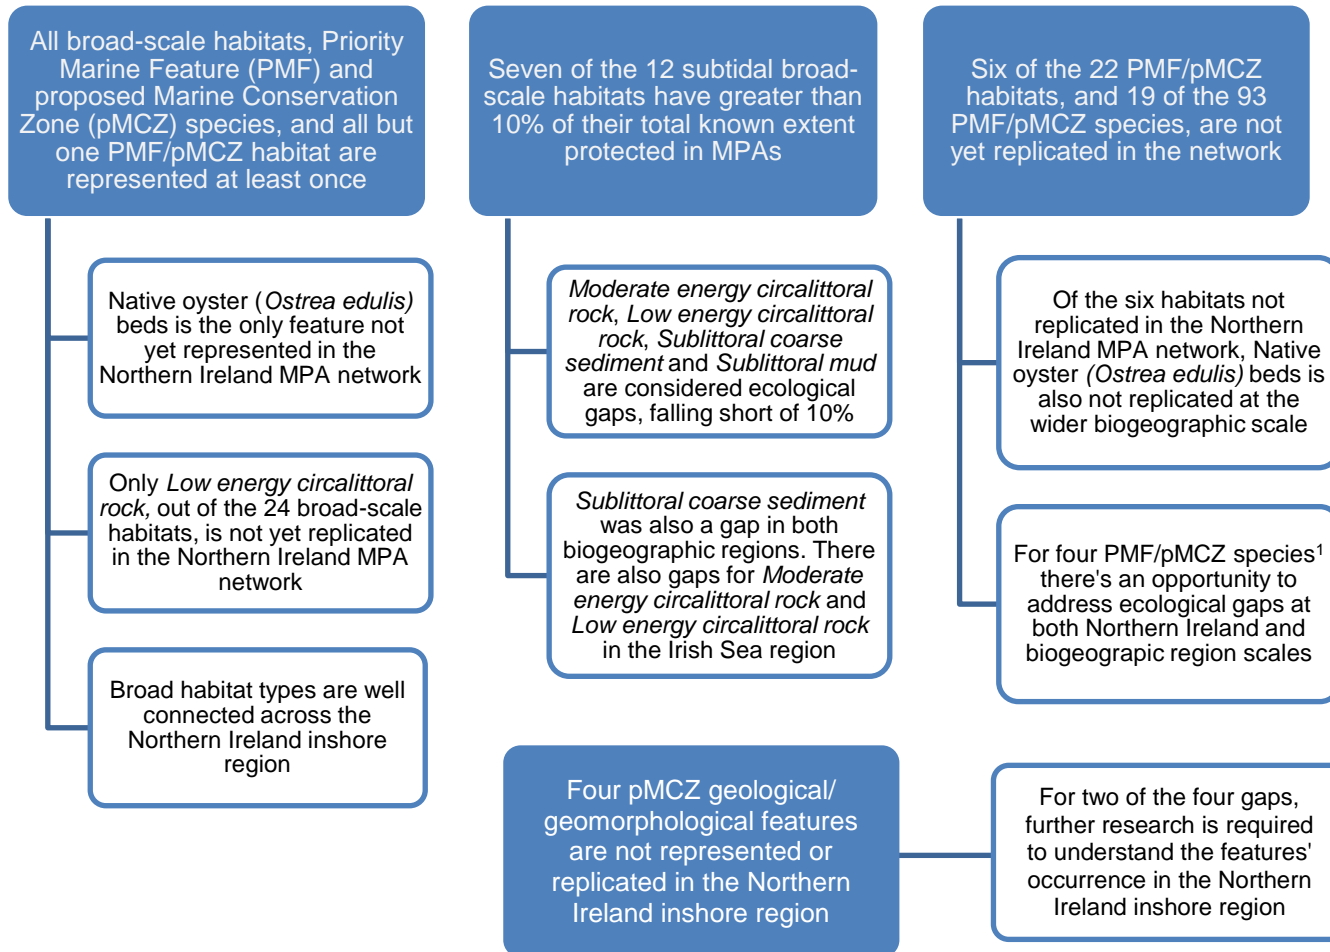 All broad-scale habitats, Priority
Marine Feature (PMF) and
proposed Marine Conservation
Zone (pMCZ) species, and all but
one PMF/pMCZ habitat are
represented at least once
Native oyster (Ostrea edulis)
beds is the only feature not
yet represented in the
Northern Ireland MPA network
Only Low energy circalittoral
rock, out of the 24 broad-scale
habitats, is not yet replicated
in the Northern Ireland MPA
network
Broad habitat types are well
connected across the
Northern Ireland inshore
region
Seven of the 12 subtidal broad-
scale habitats have greater than
10% of their total known extent
protected in MPAs
Moderate energy circalittoral
rock, Low energy circalittoral
rock, Sublittoral coarse
sediment and Sublittoral mud
are considered ecological
gaps, falling short of 10%
Sublittoral coarse sediment
was also a gap in both
biogeographic regions. There
are also gaps for Moderate
energy circalittoral rock and
Low energy circalittoral rock
in the Irish Sea region
Six of the 22 PMF/pMCZ
habitats, and 19 of the 93
PMF/pMCZ species, are not
yet replicated in the network
Of the six habitats not
replicated in the Northern
Ireland MPA network, Native
oyster (Ostrea edulis) beds is
also not replicated at the
wider biogeographic scale
For four PMF/pMCZ species¹
there's an opportunity to
address ecological gaps at
both Northern Ireland and
biogeograpic region scales
Four pMCZ geological/
geomorphological features
are not represented or
replicated in the Northern
Ireland inshore region
For two of the four gaps,
further research is required
to understand the features'
occurrence in the Northern
Ireland inshore region